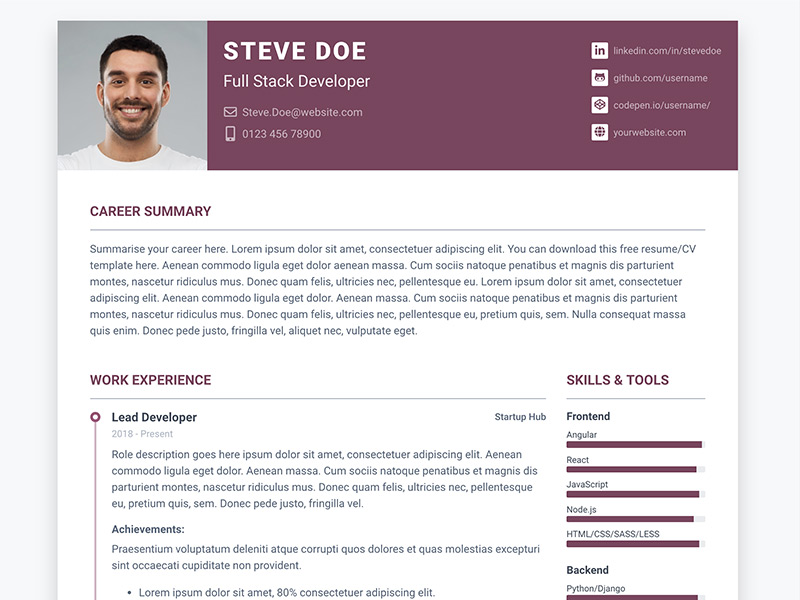 STEVE DOE
Full Stack Developer
Steve.Doe@website.com
0123 456 78900
linkedin.com/in/stevedoe
github.com/username
codepen.io/username/
yourwebsite.com
CAREER SUMMARY
Summarise your career here. Lorem ipsum dolor sit amet, consectetuer adipiscing elit. You can download this free resume/CV
template here. Aenean commodo ligula eget dolor aenean massa. Cum sociis natoque penatibus et magnis dis parturient
montes, nascetur ridiculus mus. Donec quam felis, ultricies nec, pellentesque eu. Lorem ipsum dolor sit amet, consectetuer
adipiscing elit. Aenean commodo ligula eget dolor. Aenean massa. Cum sociis natoque penatibus et magnis dis parturient
montes, nascetur ridiculus mus. Donec quam felis, ultricies nec, pellentesque eu, pretium quis, sem. Nulla consequat massa
quis enim. Donec pede justo, fringilla vel, aliquet nec, vulputate eget.
WORK EXPERIENCE
Lead Developer
Startup Hub
2018 - Present
Role description goes here ipsum dolor sit amet, consectetuer adipiscing elit. Aenean
commodo ligula eget dolor. Aenean massa. Cum sociis natoque penatibus et magnis dis
parturient montes, nascetur ridiculus mus. Donec quam felis, ultricies nec, pellentesque
eu, pretium quis, sem. Donec pede justo, fringilla vel.
Achievements:
Praesentium voluptatum deleniti atque corrupti quos dolores et quas molestias excepturi
sint occaecati cupiditate non provident.
• Lorem ipsum dolor sit amet, 80% consectetuer adipiscing elit.
SKILLS & TOOLS
Frontend
Angular
React
JavaScript
Node.js
HTML/CSS/SASS/LESS
Backend
Python/Django